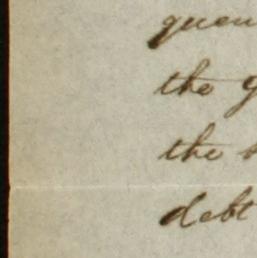 quen
the g
the
debt